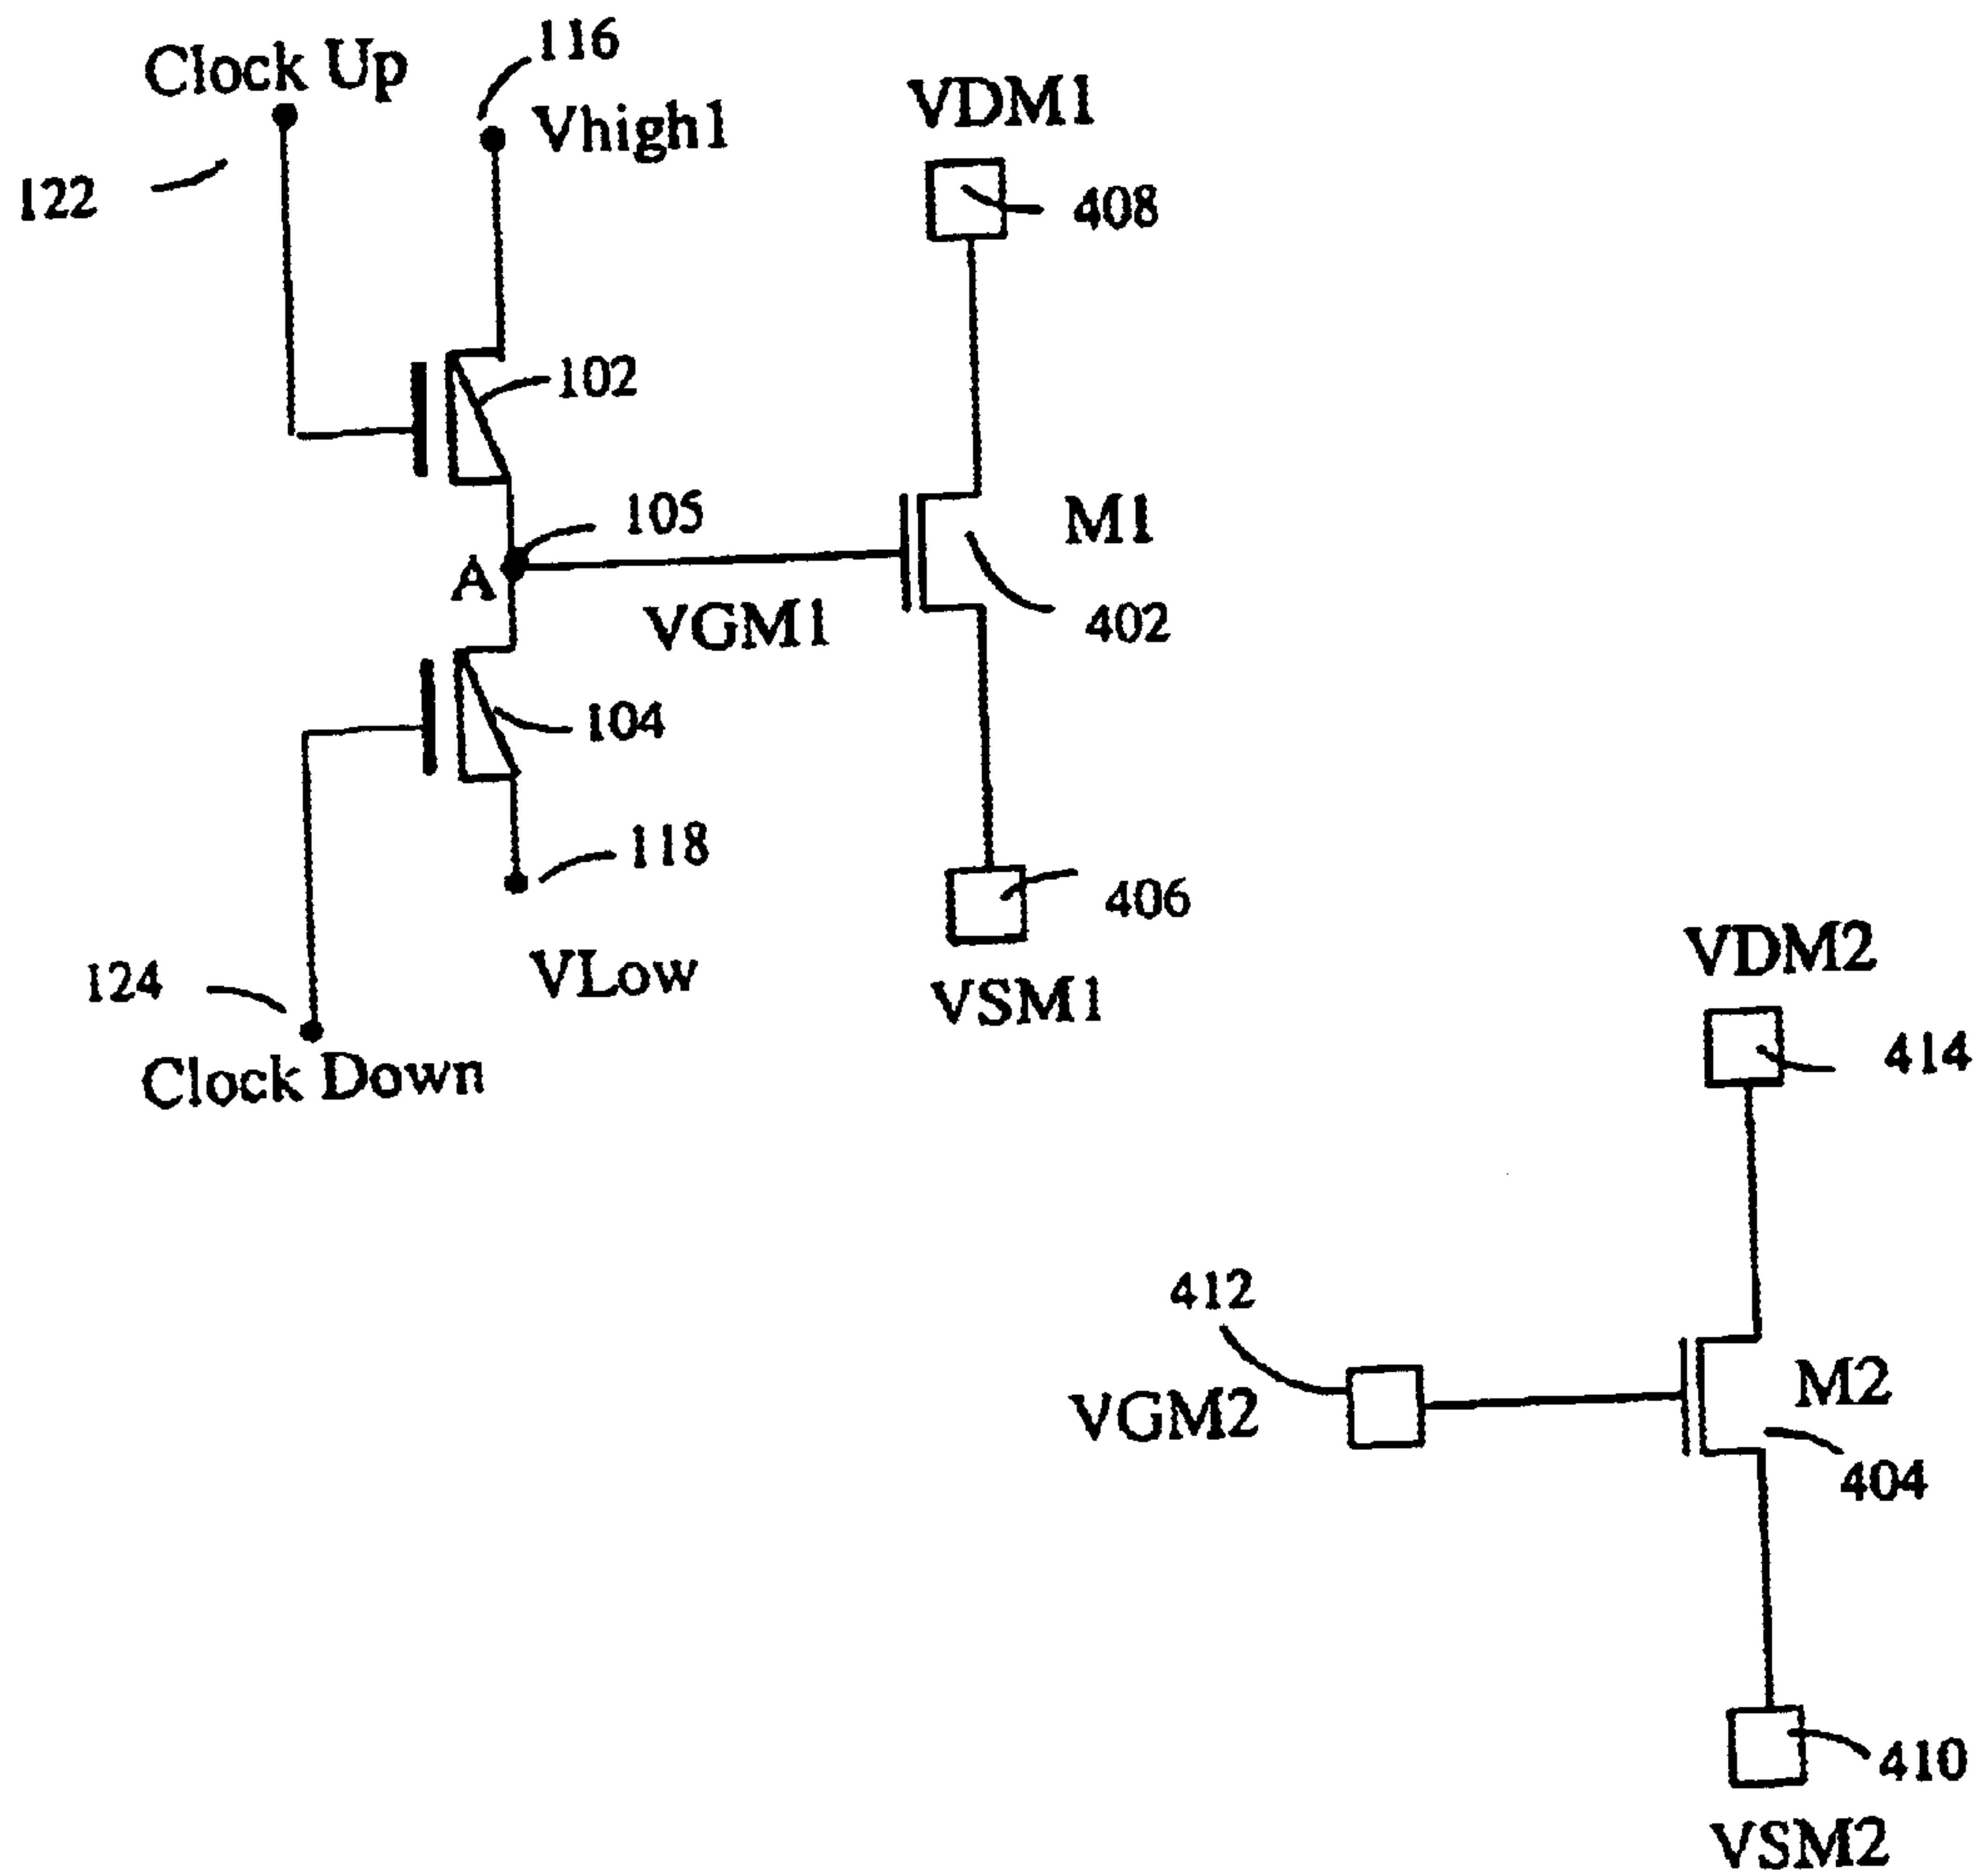 116
Clock Up
Vhigh1
VDM1
122
408
102
105
M1
A
VGM1
402
104
118
406
124
VLow
VSM1
VDM2
Clock Down
414
412
VGM2
M2
404
410
VSM2